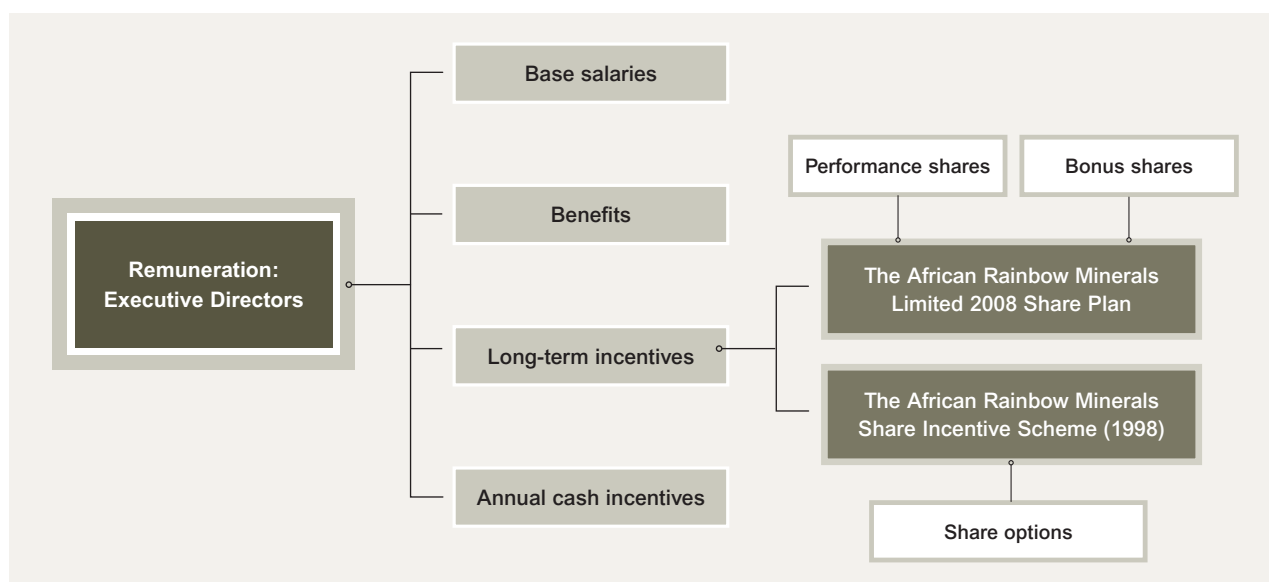 Remuneration:
Executive Directors
Base salaries
Benefits
Long-term incentives
Annual cash incentives
Performance shares
Bonus shares
The African Rainbow Minerals
Limited 2008 Share Plan
The African Rainbow Minerals
Share Incentive Scheme (1998)
Share options